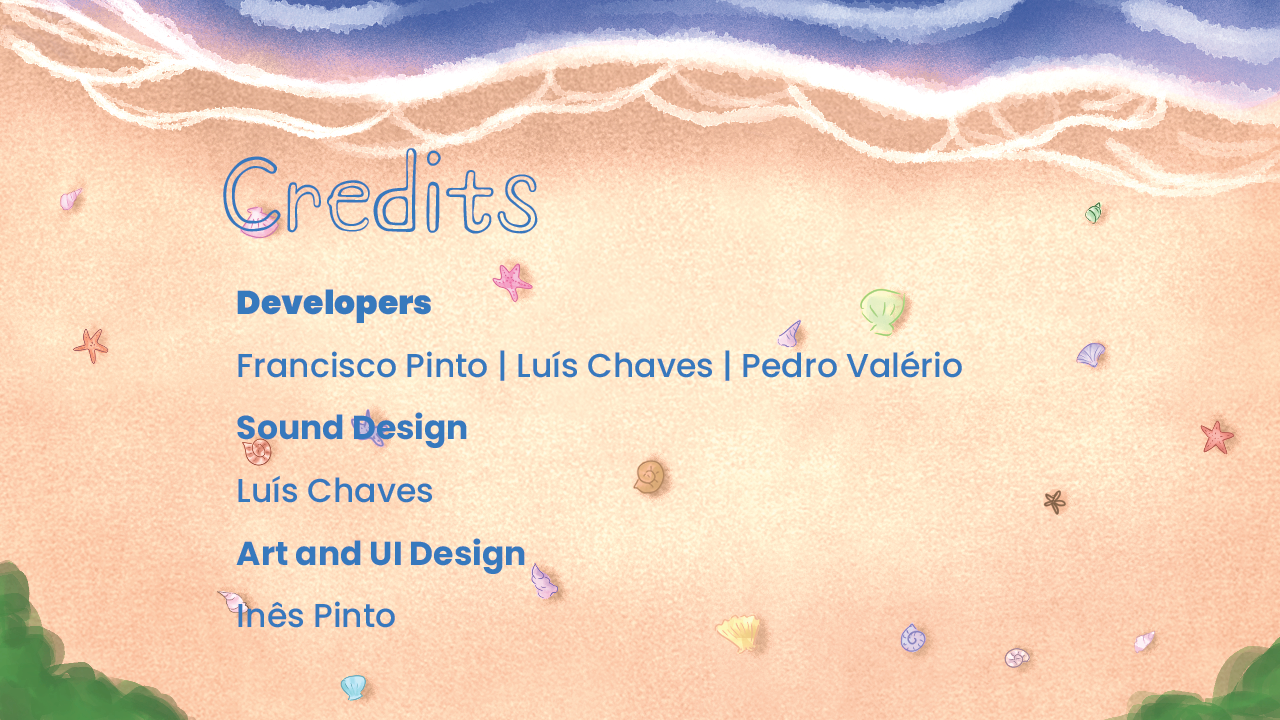 Credits
Developers
Francisco Pinto | Luís Chaves | Pedro Valério
Sound Design
Luís Chaves
Art and UI Design
Inês Pinto